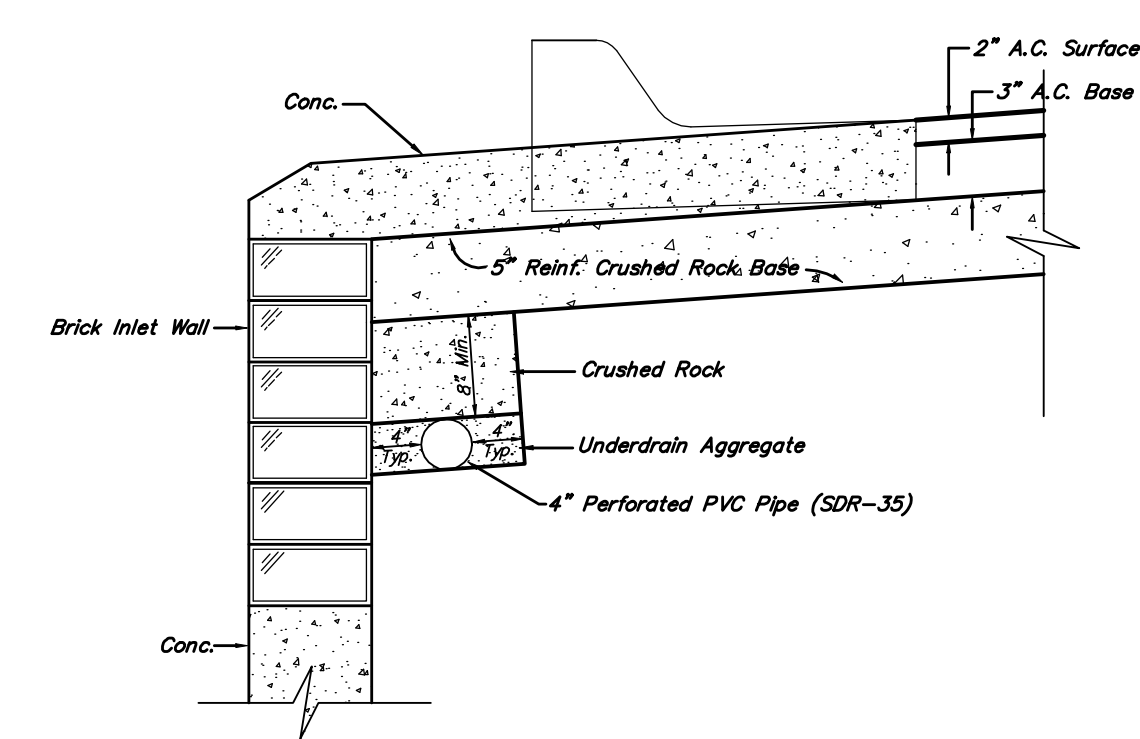 2" A.C. Surface
3" A.C. Base
Conc.
5" Reinf. Crushed Rock Base
Brick Inlet Wall
8" Min.
Crushed Rock
4"
Typ.
4"
Typ.
Underdrain Aggregate
4" Perforated PVC Pipe (SDR-35)
Conc.